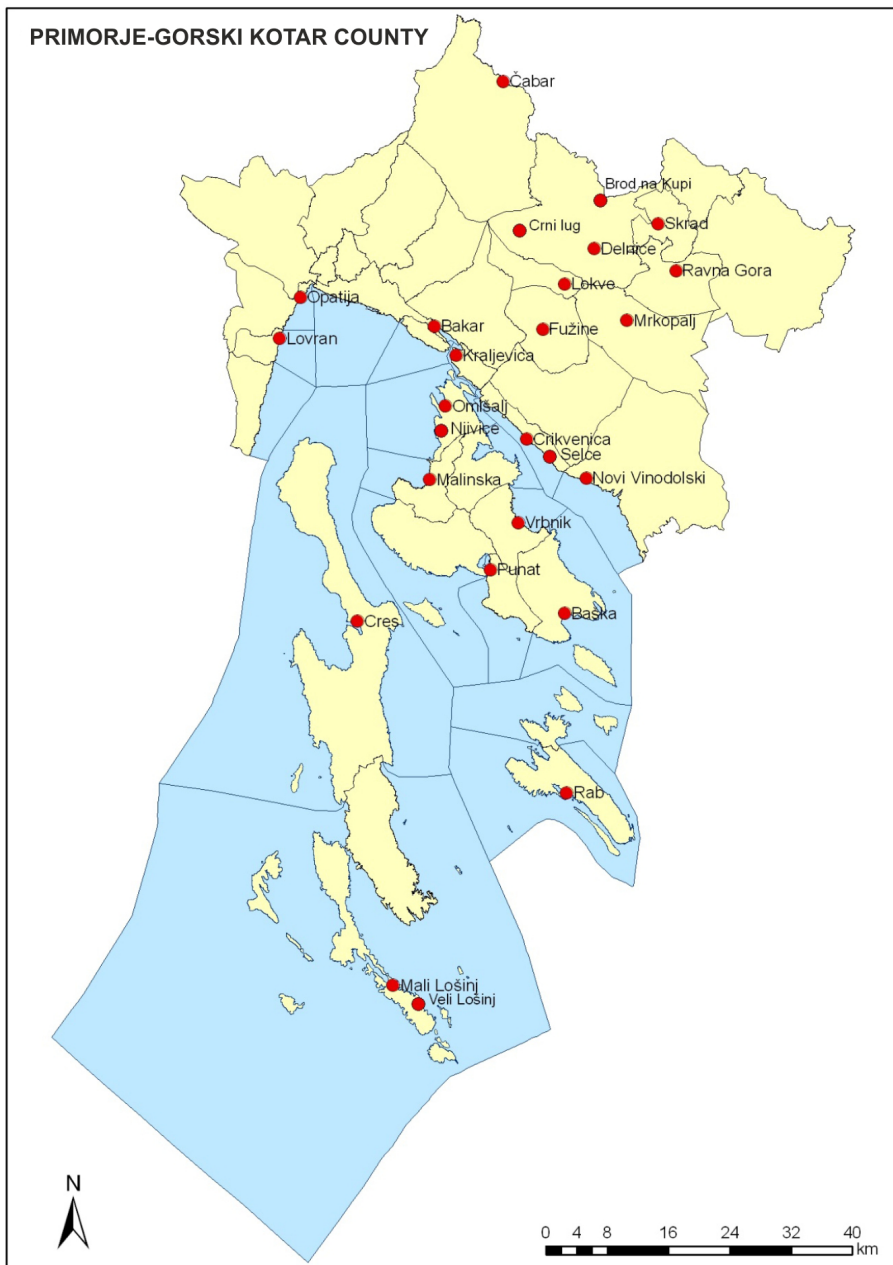 PRIMORJE-GORSKI KOTAR COUNTY
Čabar
Brod na Kupi
Skrad
Crni lug
Delnice
Ravna Gora
Lokve
Opatija
Mrkopalj
Bakar
Fužine
Lovran
Kraljevica
Omišalj
Njivice
Crikvenica
Selce
Malinska
Novi Vinodolski
Vrbnik
Punat
Baška
Cres
Rab
Mali Lošinj
Veli Lošinj
N
0 4 8 16 24 32 40
km